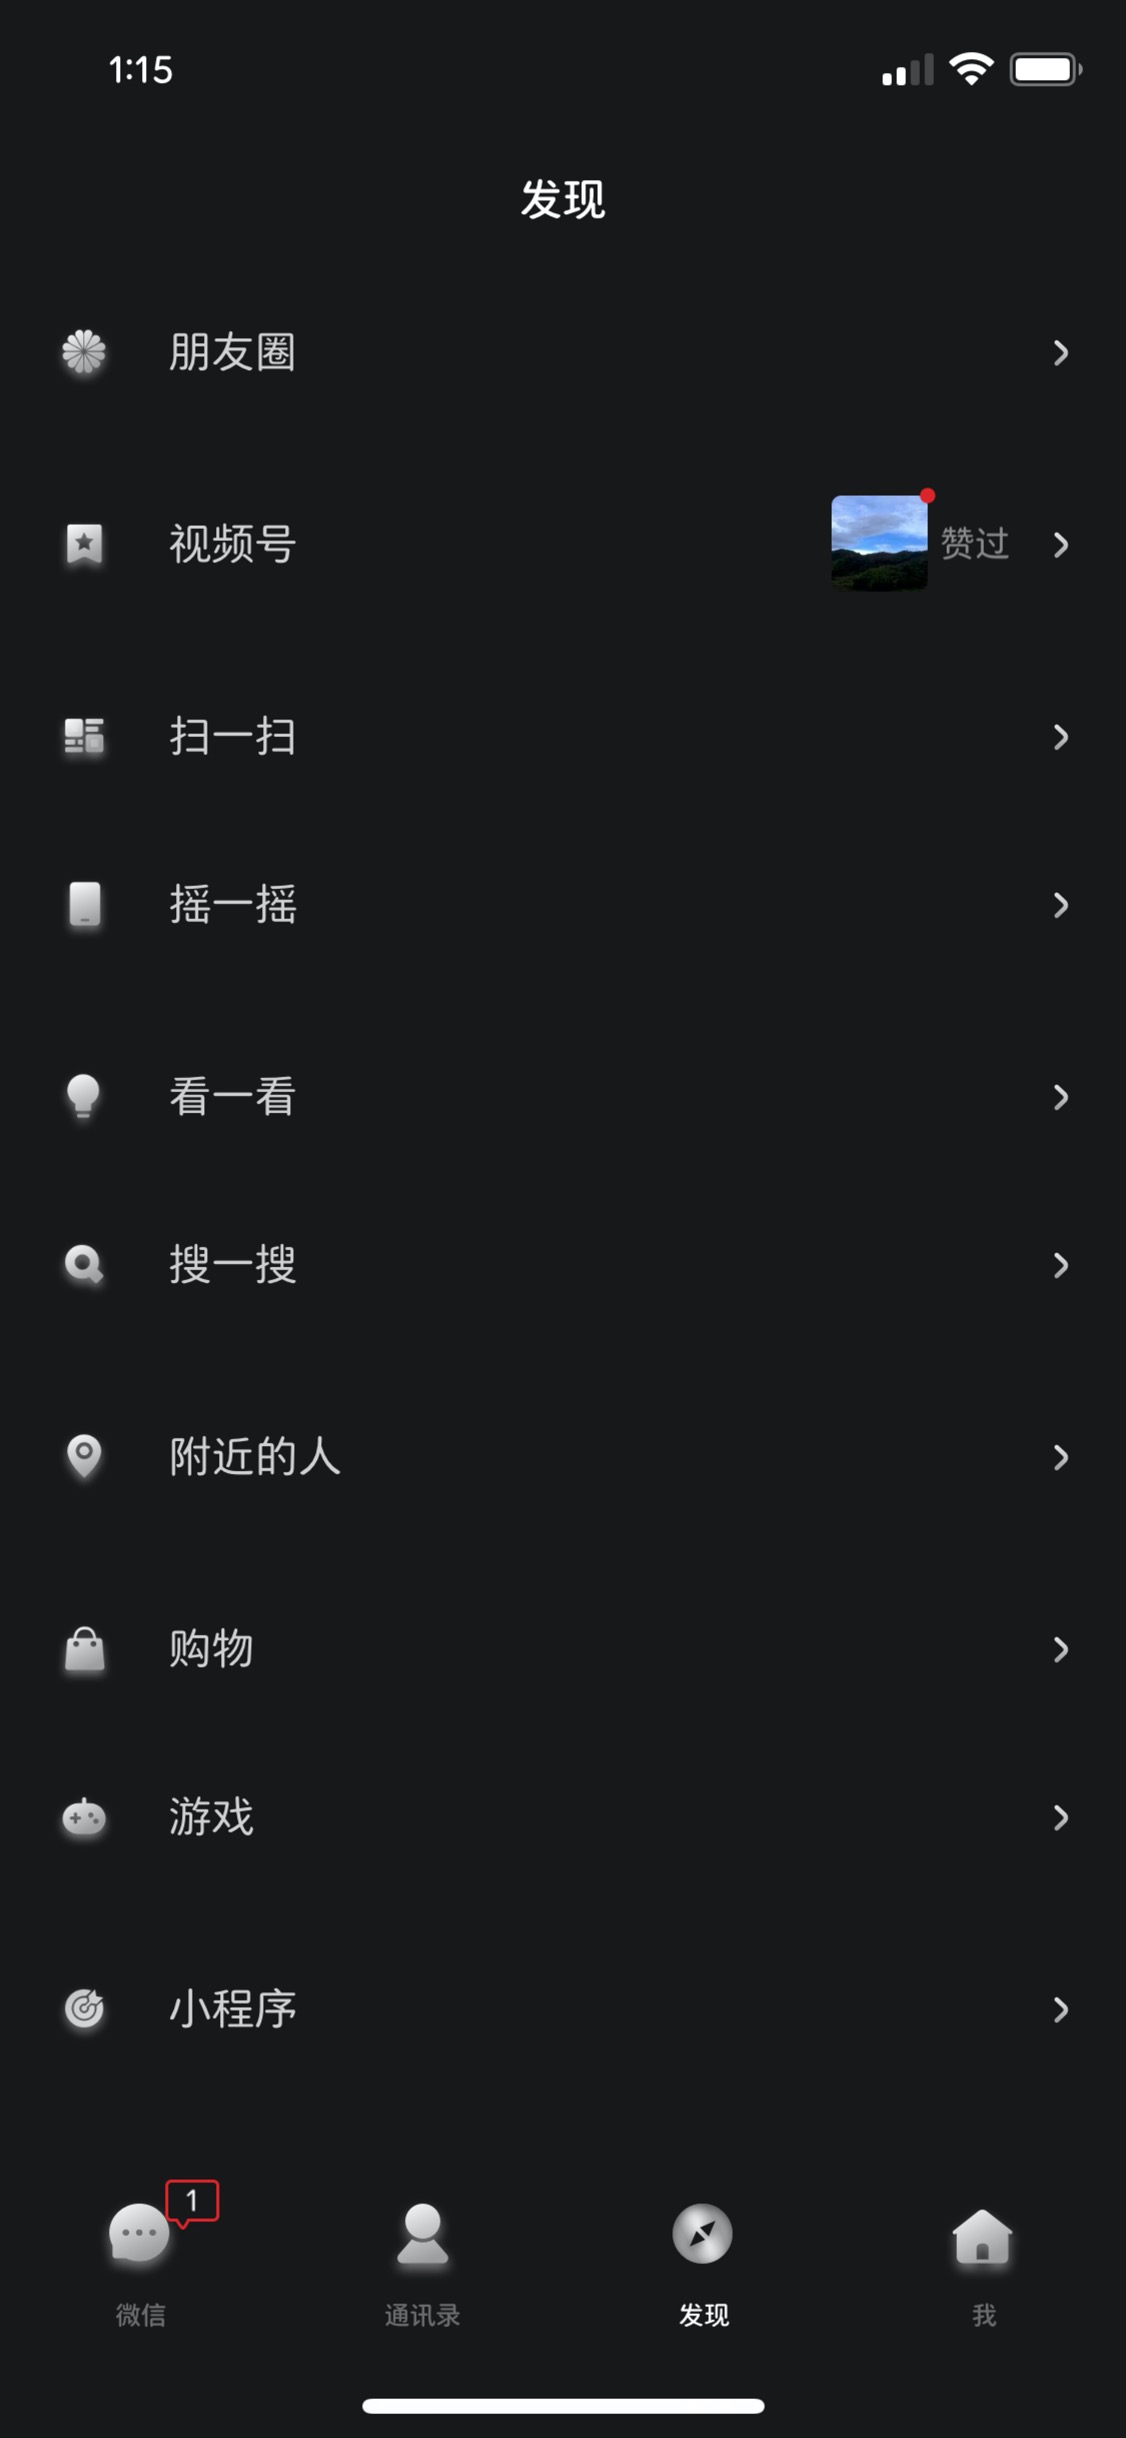 1:15
发现
朋友圈
视频号
赞过
扫一扫
摇一摇
看一看
搜一搜
附近的人
购物
游戏
小程序
1
微信
通讯录
发现
我